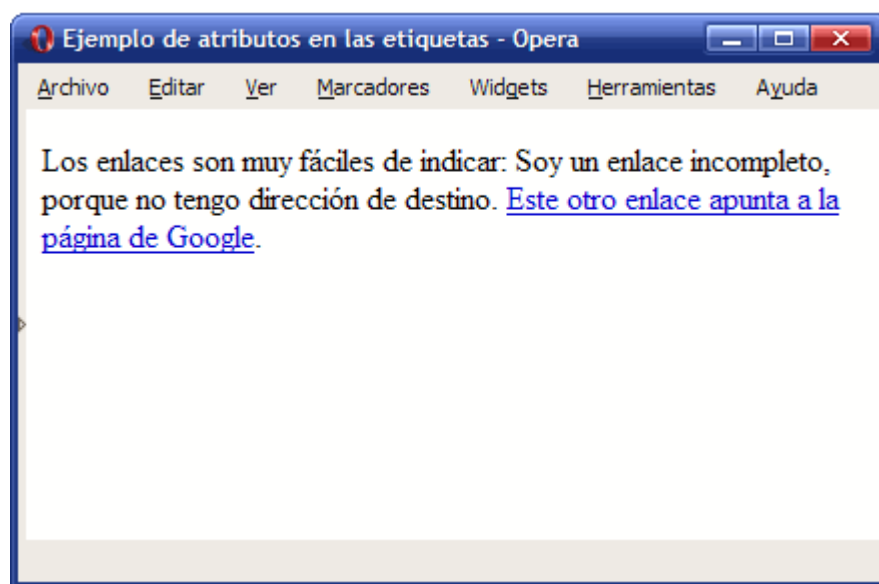 Ejemplo de atributos en las etiquetas - Opera
Archivo Editar Ver Marcadores Widgets Herramientas Ayuda
Los enlaces son muy fáciles de indicar: Soy un enlace incompleto,
porque no tengo dirección de destino. Este otro enlace apunta a la
página de Google.